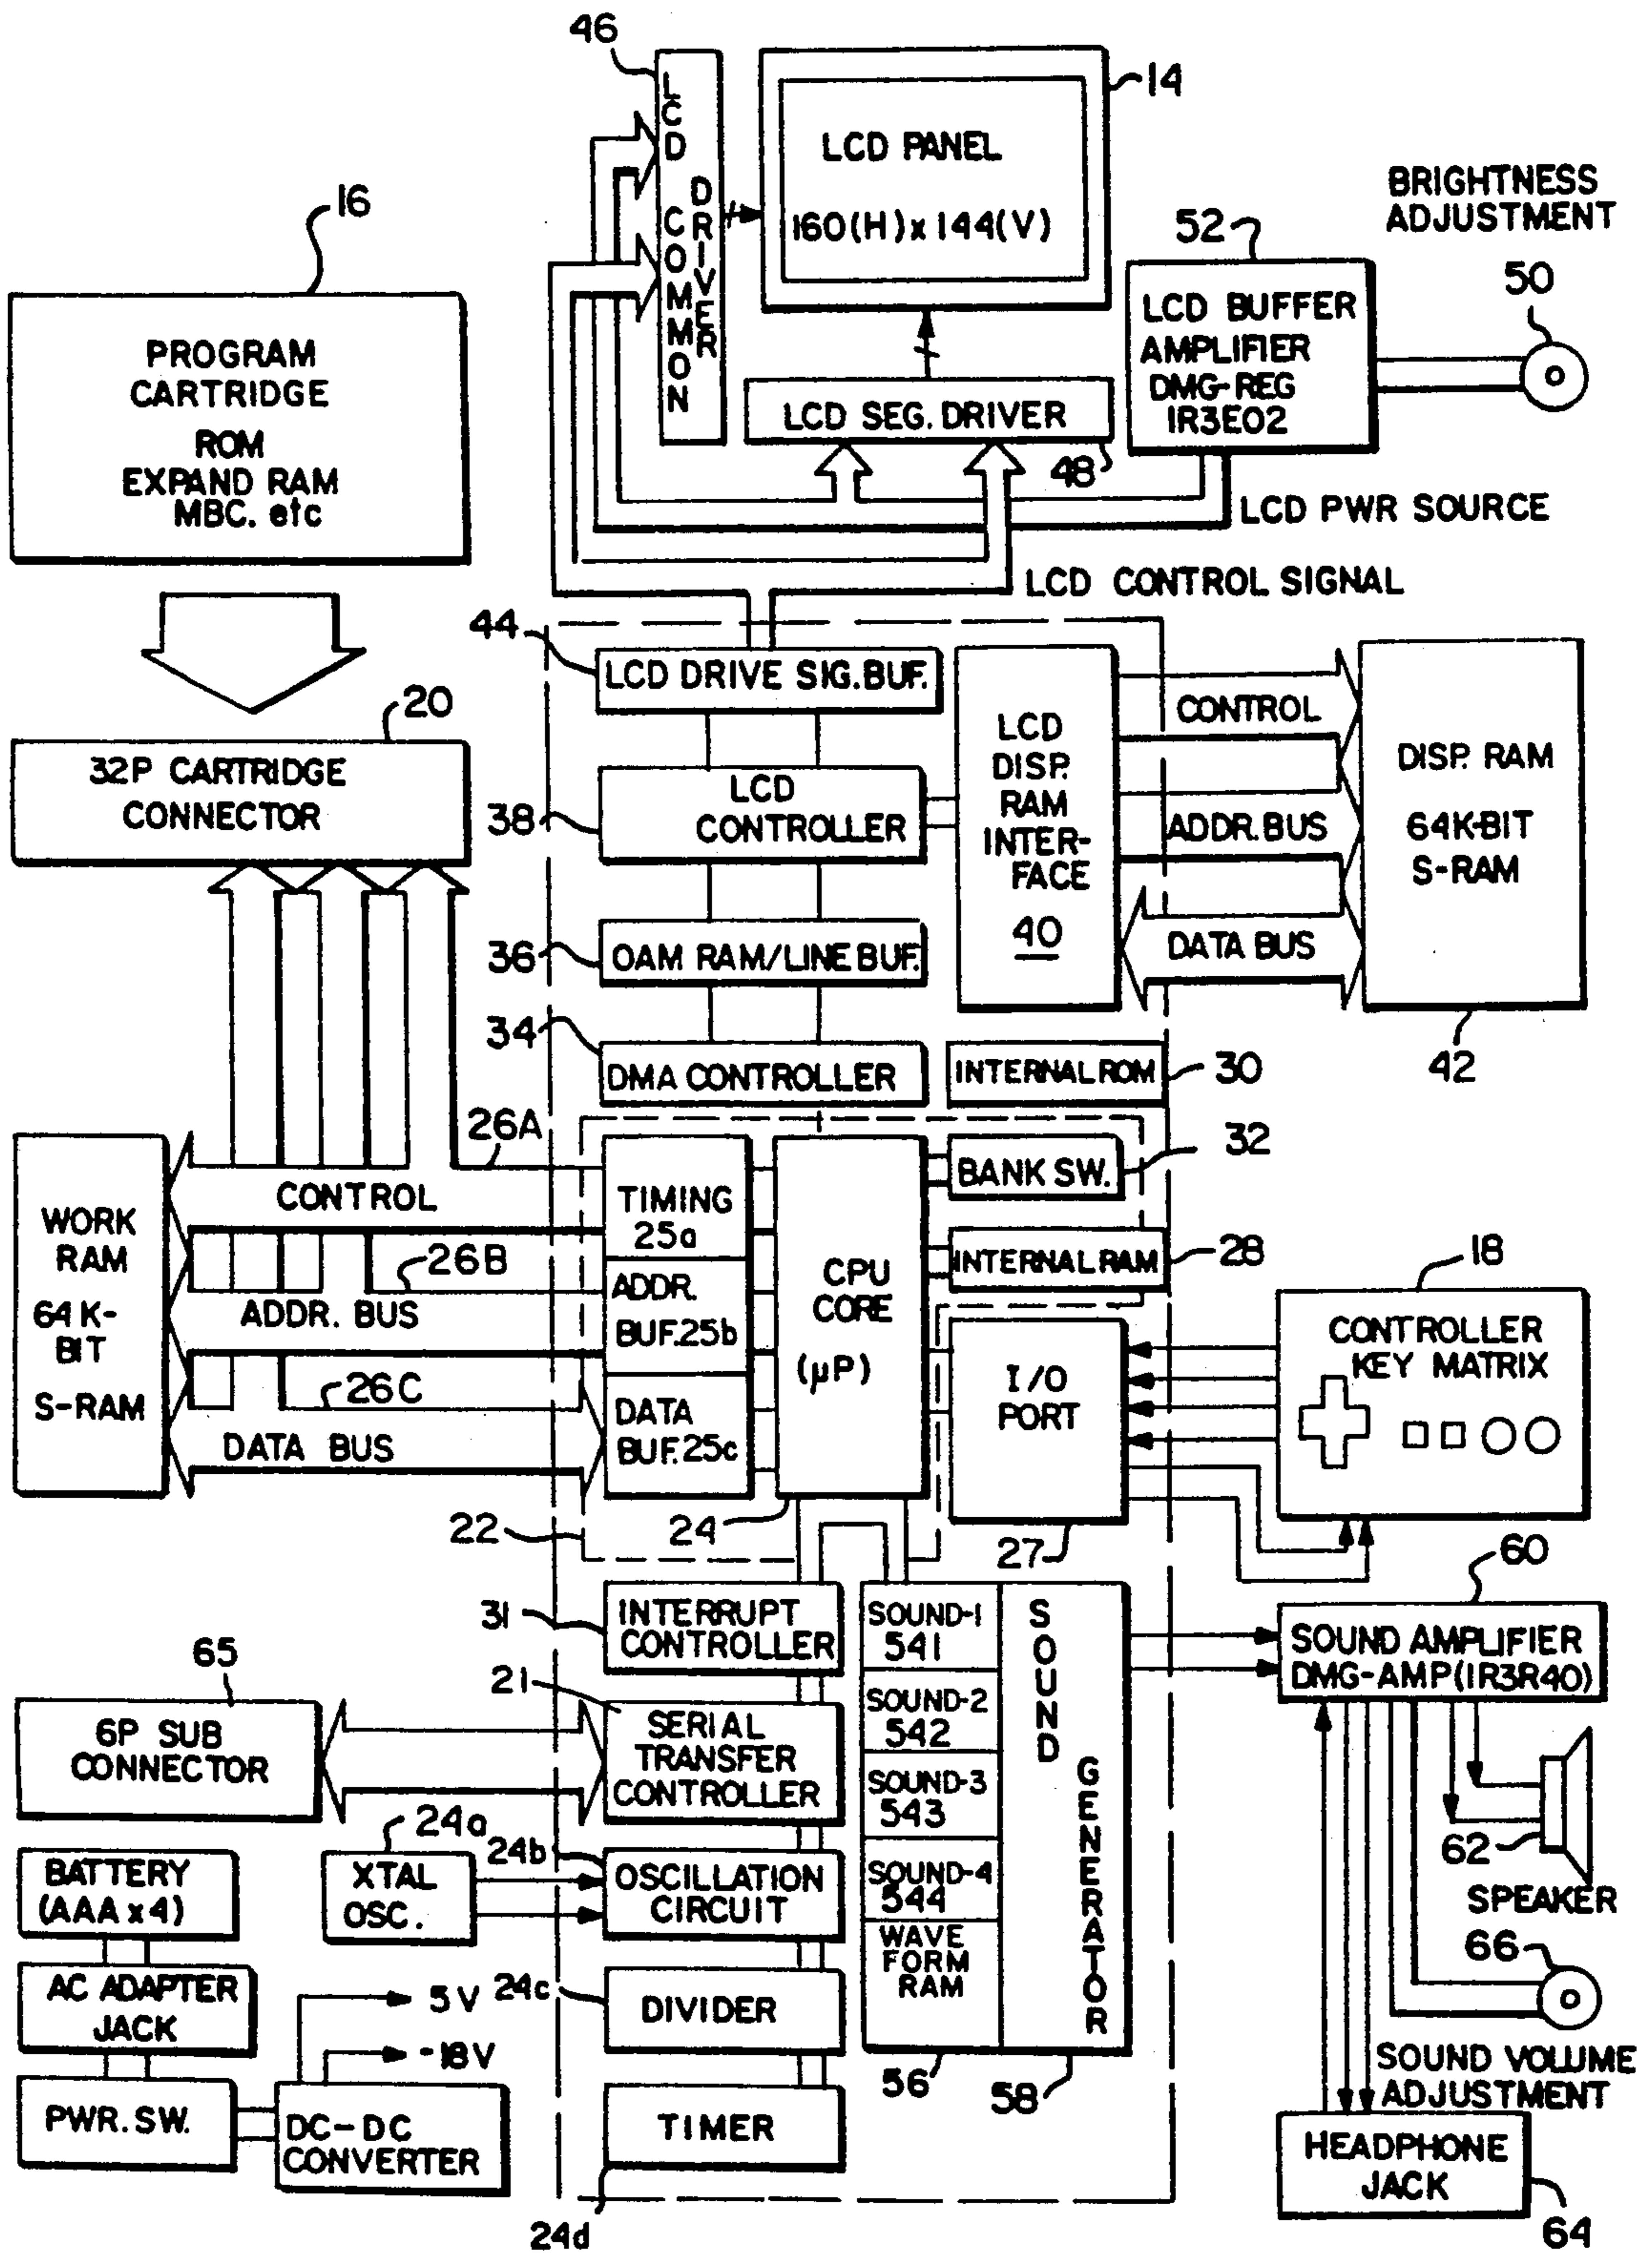 46
LCD COMMON
DRIVER
14
LCD PANEL
160(H)x 144(V)
BRIGHTNESS
ADJUSTMENT
16
52
50
LCD BUFFER
AMPLIFIER
DMG-REG
IR3E02
PROGRAM
CARTRIDGE
ROM
EXPAND RAM
MBC. etc
LCD SEG. DRIVER
48
LCD PWR SOURCE
LCD CONTROL SIGNAL
44
LCD DRIVE SIG. BUF.
20
32P CARTRIDGE
CONNECTOR
38
LCD
CONTROLLER
LCD
DISP.
RAM
INTER-
FACE
40
CONTROL
ADDR. BUS
DATA BUS
DISP. RAM
64K-BIT
S-RAM
42
36
OAM RAM/LINE BUF.
34
DMA CONTROLLER
INTERNAL ROM
30
26A
CONTROL
WORK
RAM
64K-
BIT
S-RAM
26B
ADDR. BUS
26C
DATA BUS
TIMING
25a
ADDR.
BUF. 25b
DATA
BUF. 25c
CPU
CORE
(μP)
BANK SW.
32
INTERNAL RAM
28
22
24
I/O
PORT
27
18
CONTROLLER
KEY MATRIX
60
SOUND AMPLIFIER
DMG-AMP(IR3R40)
31
INTERRUPT
CONTROLLER
SOUND-1
541
SOUND-2
542
SOUND-3
543
SOUND-4
544
WAVE
FORM
RAM
SOUND
GENERATOR
56
58
65
6P SUB
CONNECTOR
21
SERIAL
TRANSFER
CONTROLLER
24a
XTAL
OSC.
24b
OSCILLATION
CIRCUIT
62
SPEAKER
66
SOUND VOLUME
ADJUSTMENT
BATTERY
(AAA x4)
AC ADAPTER
JACK
PWR. SW.
5V
-18V
DC-DC
CONVERTER
24c
DIVIDER
TIMER
24d
HEADPHONE
JACK
64